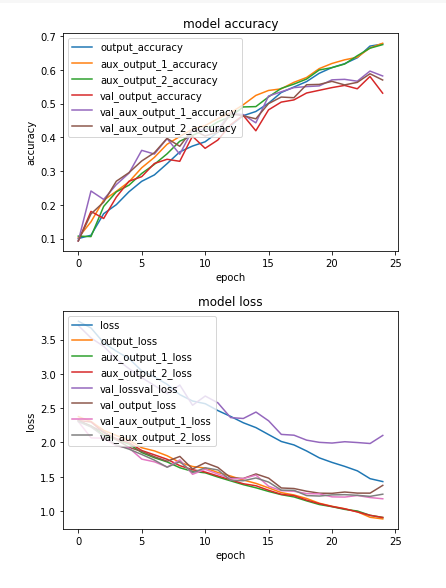 model accuracy
0.7
0.6
0.5
0.4
0.3
0.2
0.1
accuracy
output_accuracy
aux_output_1_accuracy
aux_output_2_accuracy
val_output_accuracy
val_aux_output_1_accuracy
val_aux_output_2_accuracy
0 5 10 15 20 25
epoch
model loss
3.5
3.0
2.5
2.0
1.5
1.0
loss
loss
output_loss
aux_output_1_loss
aux_output_2_loss
val_lossval_loss
val_output_loss
val_aux_output_1_loss
val_aux_output_2_loss
0 5 10 15 20 25
epoch